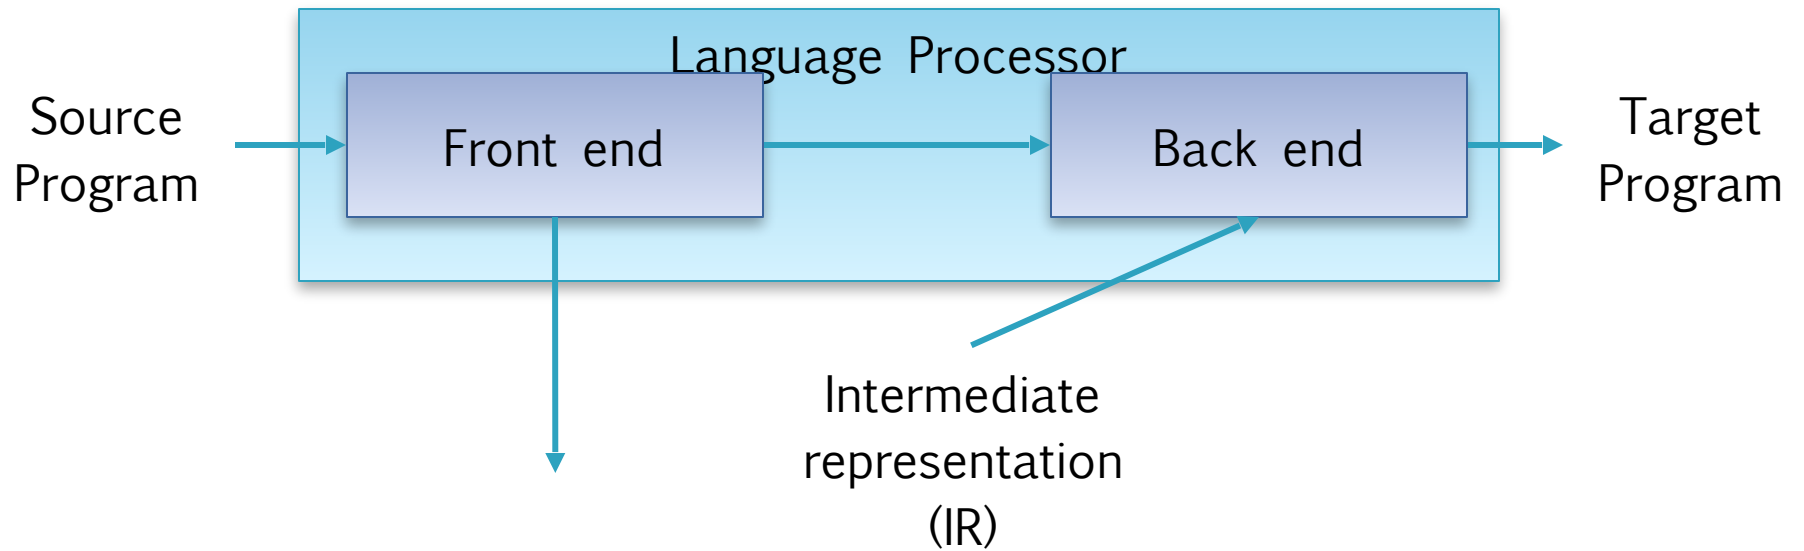 Language Processor
Source
Program
Front end
Back end
Target
Program
Intermediate
representation
(IR)